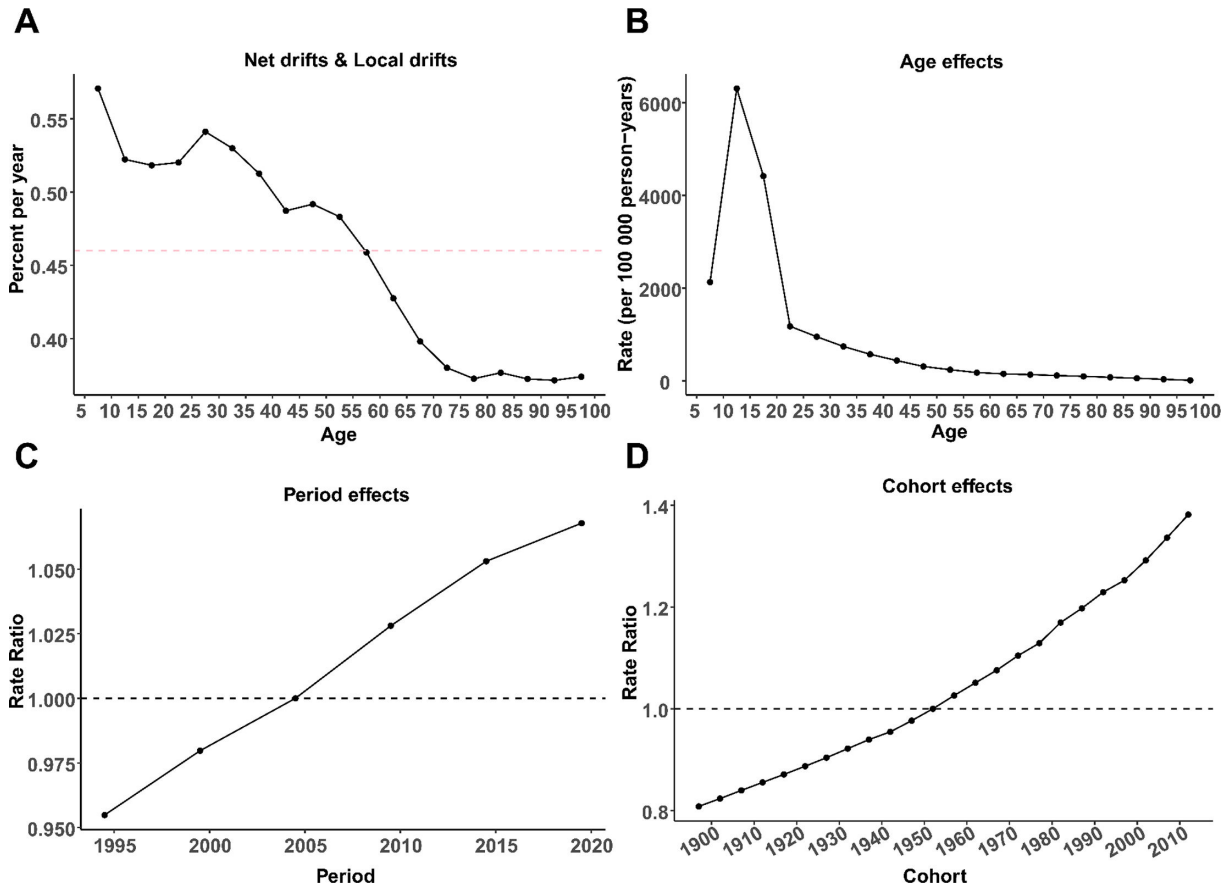 A
Net drifts & Local drifts
Percent per year
0.55
0.50
0.45
0.40
5 10 15 20 25 30 35 40 45 50 55 60 65 70 75 80 85 90 95 100
Age
B
Age effects
Rate (per 100 000 person−years)
6000
4000
2000
0
5 10 15 20 25 30 35 40 45 50 55 60 65 70 75 80 85 90 95 100
Age
C
Period effects
Rate Ratio
1.050
1.025
1.000
0.975
0.950
1995 2000 2005 2010 2015 2020
Period
D
Cohort effects
Rate Ratio
1.4
1.2
1.0
0.8
1900 1910 1920 1930 1940 1950 1960 1970 1980 1990 2000 2010
Cohort